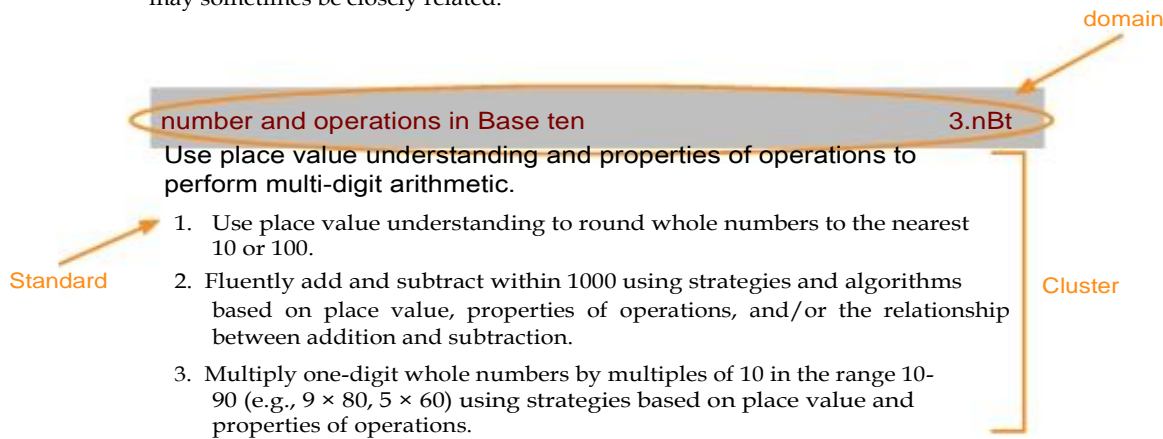 may sometimes be closely related.
domain
number and operations in Base ten 3.nBt
Use place value understanding and properties of operations to
perform multi-digit arithmetic.
1. Use place value understanding to round whole numbers to the nearest
10 or 100.
Standard
2. Fluently add and subtract within 1000 using strategies and algorithms
based on place value, properties of operations, and/or the relationship
between addition and subtraction.
Cluster
3. Multiply one-digit whole numbers by multiples of 10 in the range 10-
90 (e.g., 9 × 80, 5 × 60) using strategies based on place value and
properties of operations.